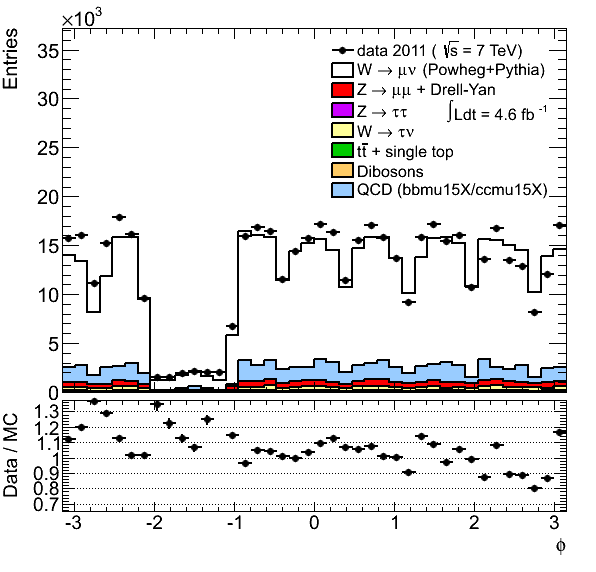 ×10³
Entries
35
30
25
20
15
10
5
0
data 2011 ( √s = 7 TeV)
W → μν (Powheg+Pythia)
Z → μμ + Drell-Yan
Z → ττ
∫Ldt = 4.6 fb⁻¹
W → τν
tt̅ + single top
Dibosons
QCD (bbmu15X/ccmu15X)
Data / MC
1.3
1.2
1.1
1
0.9
0.8
0.7
-3 -2 -1 0 1 2 3
ϕ